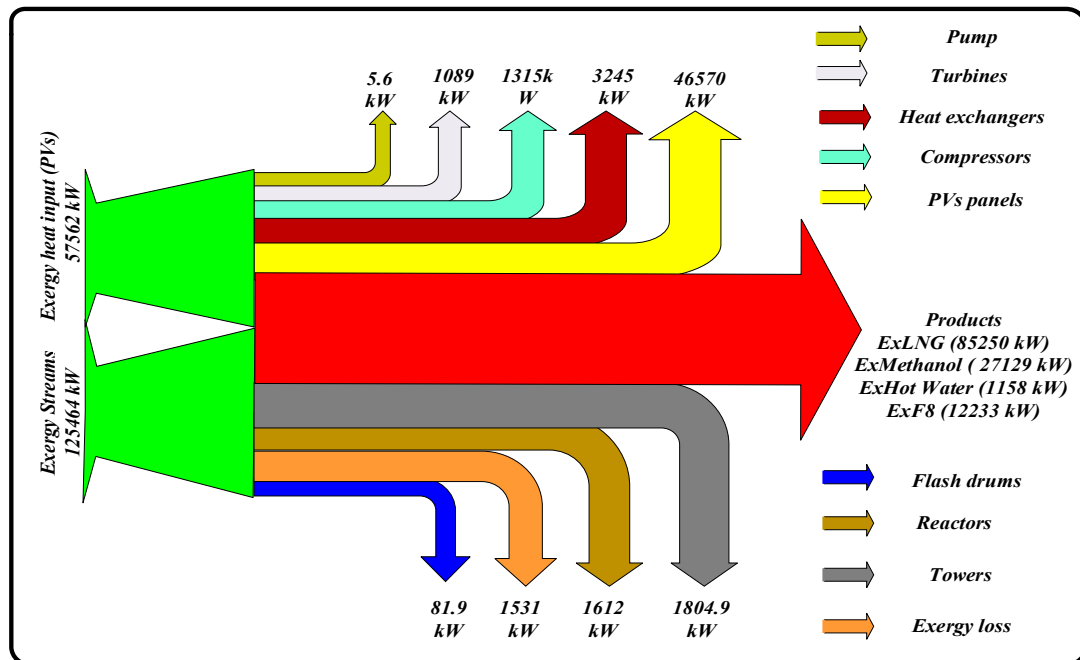 5.6
kW
1089
kW
1315k
W
3245
kW
46570
kW
Pump
Turbines
Heat exchangers
Compressors
PVs panels
Exergy heat input (PVs)
57562 kW
Exergy Streams
125464 kW
Products
ExLNG (85250 kW)
ExMethanol ( 27129 kW)
ExHot Water (1158 kW)
ExF8 (12233 kW)
Flash drums
Reactors
Towers
Exergy loss
81.9
kW
1531
kW
1612
kW
1804.9
kW